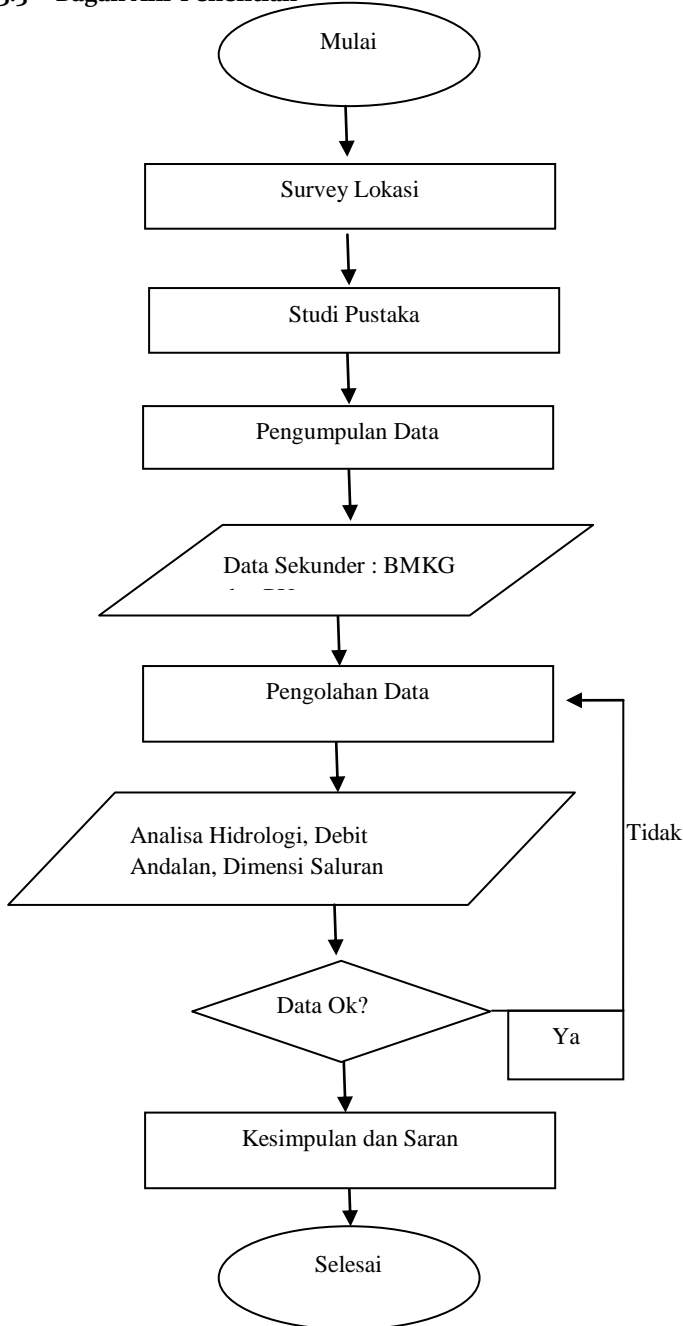 Mulai
Survey Lokasi
Studi Pustaka
Pengumpulan Data
Data Sekunder : BMKG
Pengolahan Data
Analisa Hidrologi, Debit
Andalan, Dimensi Saluran
Tidak
Data Ok?
Ya
Kesimpulan dan Saran
Selesai